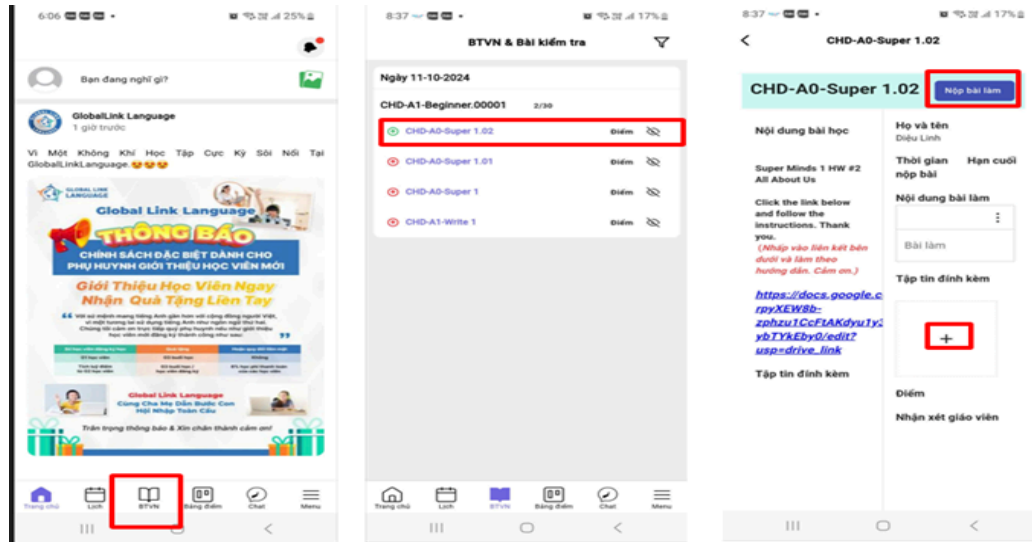 6:06
25%
Bạn đang nghĩ gì?
GlobalLink Language
1 giờ trước
Vì Một Không Khí Học Tập Cực Kỳ Sôi Nổi Tại
GlobalLinkLanguage.
GLOBAL LINK
LANGUAGE
Global Link Language
THÔNG BÁO
CHÍNH SÁCH ĐẶC BIỆT DÀNH CHO
PHỤ HUYNH GIỚI THIỆU HỌC VIÊN MỚI
Giới Thiệu Học Viên Ngay
Nhận Quà Tặng Liền Tay
Global Link Language
Cùng Cha Mẹ Dẫn Bước Con
Hội Nhập Toàn Cầu
Trân trọng thông báo & Xin chân thành cảm ơn!
Trang chủ
Lịch
BTVN
Bảng điểm
Chat
Menu
8:37
17%
BTVN & Bài kiểm tra
Ngày 11-10-2024
CHD-A1-Beginner.00001 2/30
CHD-A0-Super 1.02 Điểm
CHD-A0-Super 1.01 Điểm
CHD-A0-Super 1 Điểm
CHD-A1-Write 1 Điểm
Trang chủ
Lịch
BTVN
Bảng điểm
Chat
Menu
8:37
17%
CHD-A0-Super 1.02
CHD-A0-Super 1.02
Nộp bài làm
Nội dung bài học
Super Minds 1 HW #2
All About Us
Click the link below
and follow the
instructions. Thank
you.
(Nhấp vào liên kết bên
dưới và làm theo
hướng dẫn. Cảm ơn.)
https://docs.google.c
rpyXEW8b-
zphzu1CcFtAKdyu1y
ybTYkEby0/edit?
usp=drive_link
Tập tin đính kèm
Họ và tên
Diệu Linh
Thời gian Hạn cuối
nộp bài
Nội dung bài làm
Bài làm
Tập tin đính kèm
+
Điểm
Nhận xét giáo viên